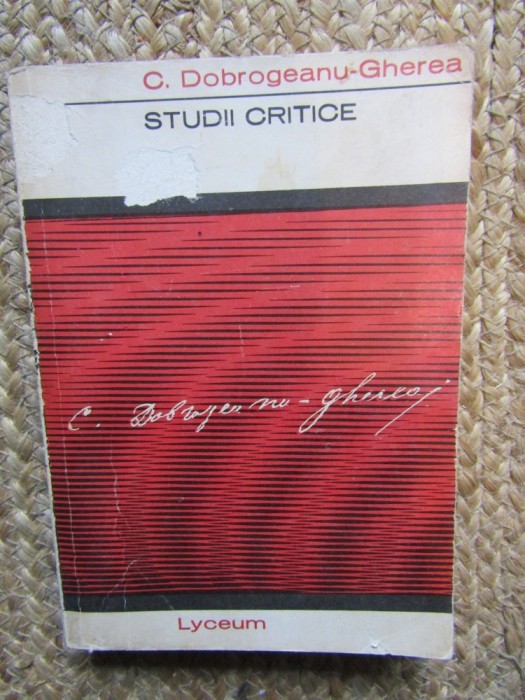 C. Dobrogeanu-Gherea
STUDII CRITICE
C. Dobrogeanu-Gherea
Lyceum